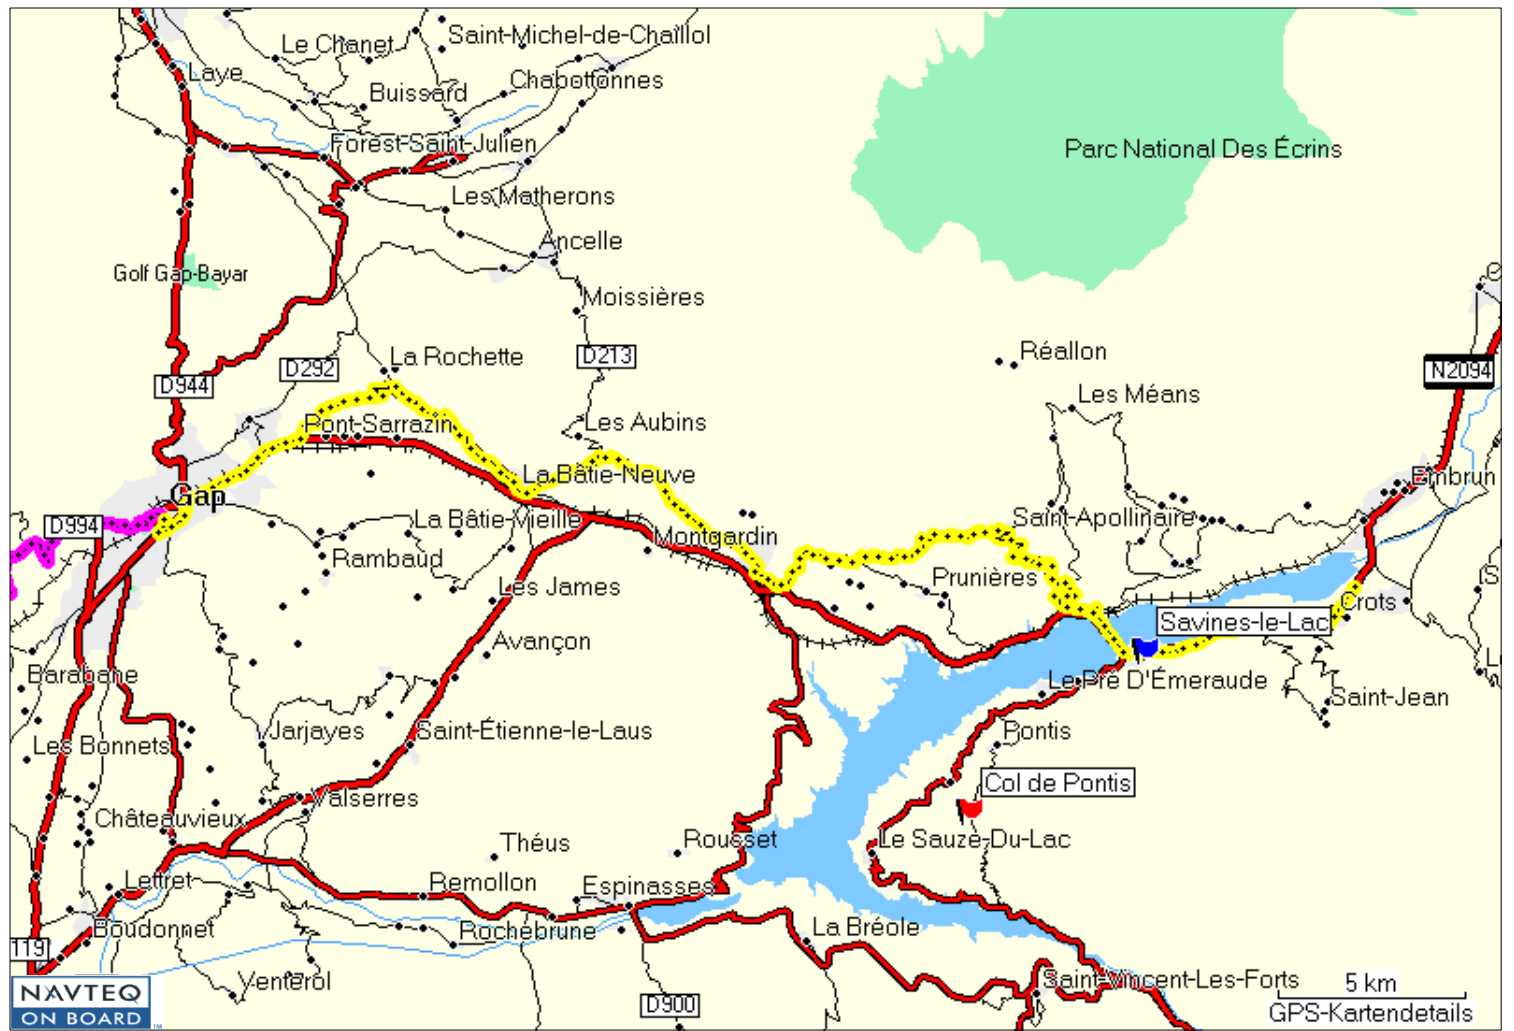 Saint-Michel-de-Chaillol
Le Chanet
Laye
Chabottonnes
Buissard
Forest-Saint-Julien
Parc National Des Écrins
Les Matherons
Ancelle
Golf Gap-Bayar
Moissières
La Rochette
D213
Réallon
D292
D944
N2094
Les Méans
Pont-Sarrazin
Les Aubins
La Bâtie-Neuve
Embrun
Gap
D994
La Bâtie-Vieille
Saint-Apollinaire
Montgardin
Rambaud
Prunières
Les James
Crots
Savines-le-Lac
Avançon
Barabane
Le Pré D'Émeraude
Saint-Jean
Jarjayes
Saint-Étienne-le-Laus
Pontis
Les Bonnets
Col de Pontis
Valserres
Châteauvieux
Théus
Rousset
Le Sauze-Du-Lac
Lettret
Remollon
Espinasses
Boudonnet
Rochebrune
La Bréole
119
Venterol
Saint-Vincent-Les-Forts
5 km
D900
GPS-Kartendetails
NAVTEQ
ON BOARD